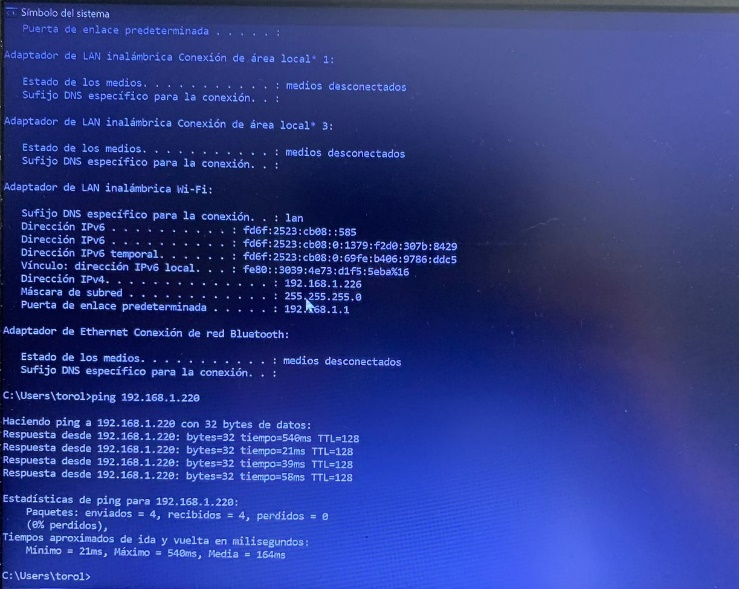 Símbolo del sistema
Puerta de enlace predeterminada . . . . . :
Adaptador de LAN inalámbrica Conexión de área local* 1:
Estado de los medios. . . . . . . . . . . : medios desconectados
Sufijo DNS específico para la conexión. . :
Adaptador de LAN inalámbrica Conexión de área local* 3:
Estado de los medios. . . . . . . . . . . : medios desconectados
Sufijo DNS específico para la conexión. . :
Adaptador de LAN inalámbrica Wi-Fi:
Sufijo DNS específico para la conexión. . : lan
Dirección IPv6 . . . . . . . . . . : fd6f:2523:cb08::585
Dirección IPv6 . . . . . . . . . . : fd6f:2523:cb08:0:1379:f2d0:307b:8429
Dirección IPv6 temporal. . . . . . : fd6f:2523:cb08:0:69fe:b406:9786:ddc5
Vínculo: dirección IPv6 local. . . : fe80::3039:4e73:d1f5:5eba%16
Dirección IPv4. . . . . . . . . . . . . . : 192.168.1.226
Máscara de subred . . . . . . . . . . . . : 255.255.255.0
Puerta de enlace predeterminada . . . . . : 192.168.1.1
Adaptador de Ethernet Conexión de red Bluetooth:
Estado de los medios. . . . . . . . . . . : medios desconectados
Sufijo DNS específico para la conexión. . :
C:\Users\torol>ping 192.168.1.220
Haciendo ping a 192.168.1.220 con 32 bytes de datos:
Respuesta desde 192.168.1.220: bytes=32 tiempo=540ms TTL=128
Respuesta desde 192.168.1.220: bytes=32 tiempo=21ms TTL=128
Respuesta desde 192.168.1.220: bytes=32 tiempo=39ms TTL=128
Respuesta desde 192.168.1.220: bytes=32 tiempo=58ms TTL=128
Estadísticas de ping para 192.168.1.220:
Paquetes: enviados = 4, recibidos = 4, perdidos = 0
(0% perdidos),
Tiempos aproximados de ida y vuelta en milisegundos:
Mínimo = 21ms, Máximo = 540ms, Media = 164ms
C:\Users\torol>